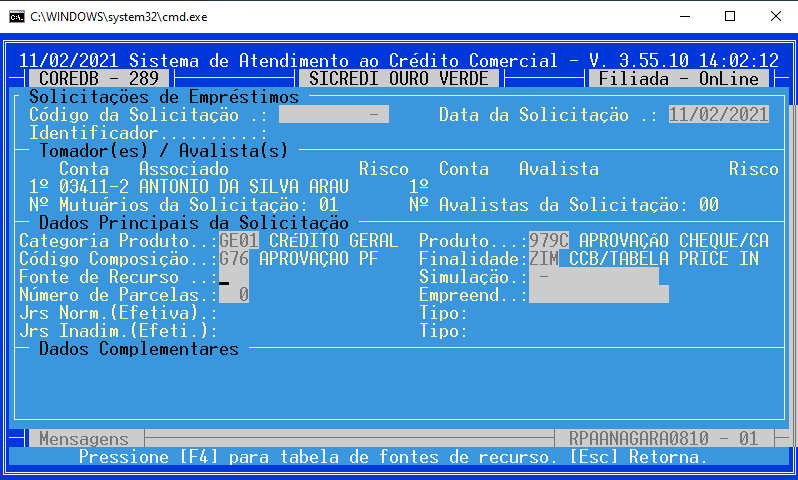 C:\WINDOWS\system32\cmd.exe
11/02/2021 Sistema de Atendimento ao Crédito Comercial - V. 3.55.10 14:02:12
COREDB - 289 SICREDI OURO VERDE Filiada - OnLine
Solicitações de Empréstimos
Código da Solicitação .: - Data da Solicitação .: 11/02/2021
Identificador..........:
Tomador(es) / Avalista(s)
Conta Associado Risco Conta Avalista Risco
1º 03411-2 ANTONIO DA SILVA ARAU 1º
Nº Mutuários da Solicitação: 01 Nº Avalistas da Solicitação: 00
Dados Principais da Solicitação
Categoria Produto..:GE01 CRÉDITO GERAL Produto...:979C APROVAÇÃO CHEQUE/CA
Código Composição..:G76 APROVAÇAO PF Finalidade:ZIM CCB/TABELA PRICE IN
Fonte de Recurso ..: Simulação.: -
Número de Parcelas.: 0 Empreend..:
Jrs Norm.(Efetiva).: Tipo:
Jrs Inadim.(Efeti.): Tipo:
Dados Complementares
Mensagens RPAANAGARA0810 - 01
Pressione [F4] para tabela de fontes de recurso. [Esc] Retorna.